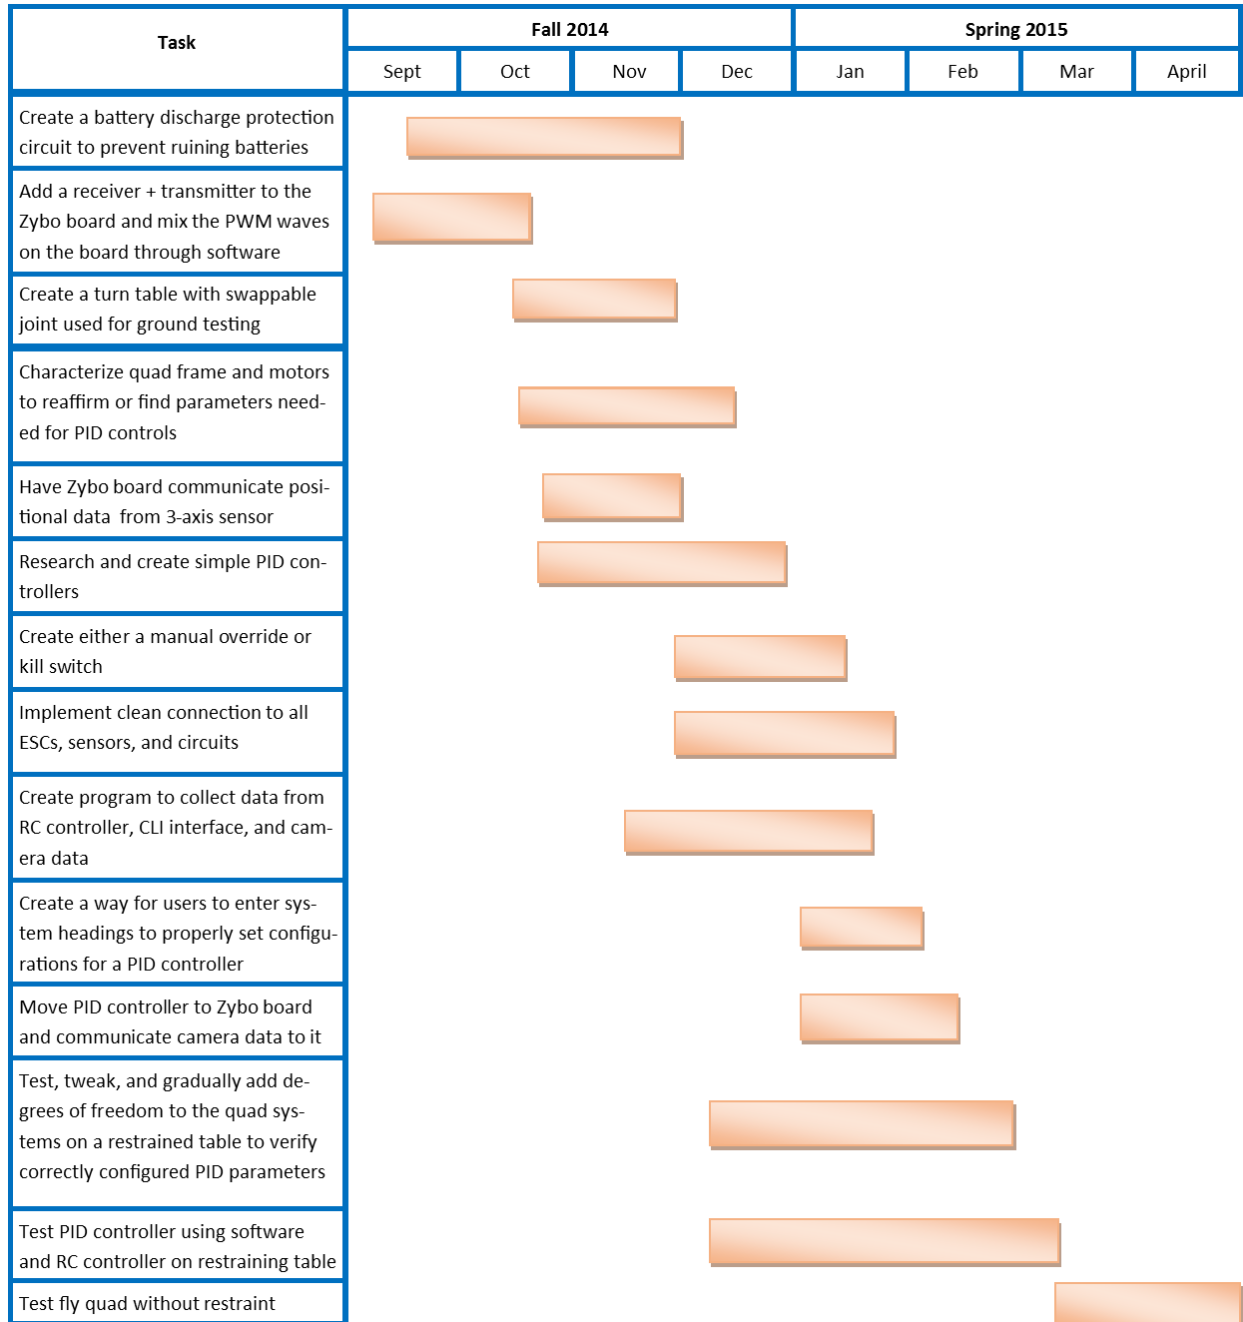 Task
Fall 2014
Spring 2015
Sept
Oct
Nov
Dec
Jan
Feb
Mar
April
Create a battery discharge protection
circuit to prevent ruining batteries
Add a receiver + transmitter to the
Zybo board and mix the PWM waves
on the board through software
Create a turn table with swappable
joint used for ground testing
Characterize quad frame and motors
to reaffirm or find parameters need-
ed for PID controls
Have Zybo board communicate posi-
tional data  from 3-axis sensor
Research and create simple PID con-
trollers
Create either a manual override or
kill switch
Implement clean connection to all
ESCs, sensors, and circuits
Create program to collect data from
RC controller, CLI interface, and cam-
era data
Create a way for users to enter sys-
tem headings to properly set configu-
rations for a PID controller
Move PID controller to Zybo board
and communicate camera data to it
Test, tweak, and gradually add de-
grees of freedom to the quad sys-
tems on a restrained table to verify
correctly configured PID parameters
Test PID controller using software
and RC controller on restraining table
Test fly quad without restraint